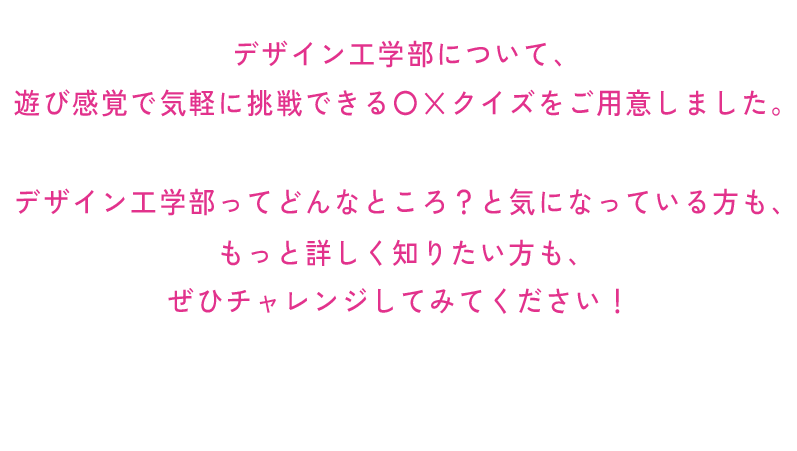 デザイン工学部について、
遊び感覚で気軽に挑戦できる〇×クイズをご用意しました。
デザイン工学部ってどんなところ？と気になっている方も、
もっと詳しく知りたい方も、
ぜひチャレンジしてみてください！